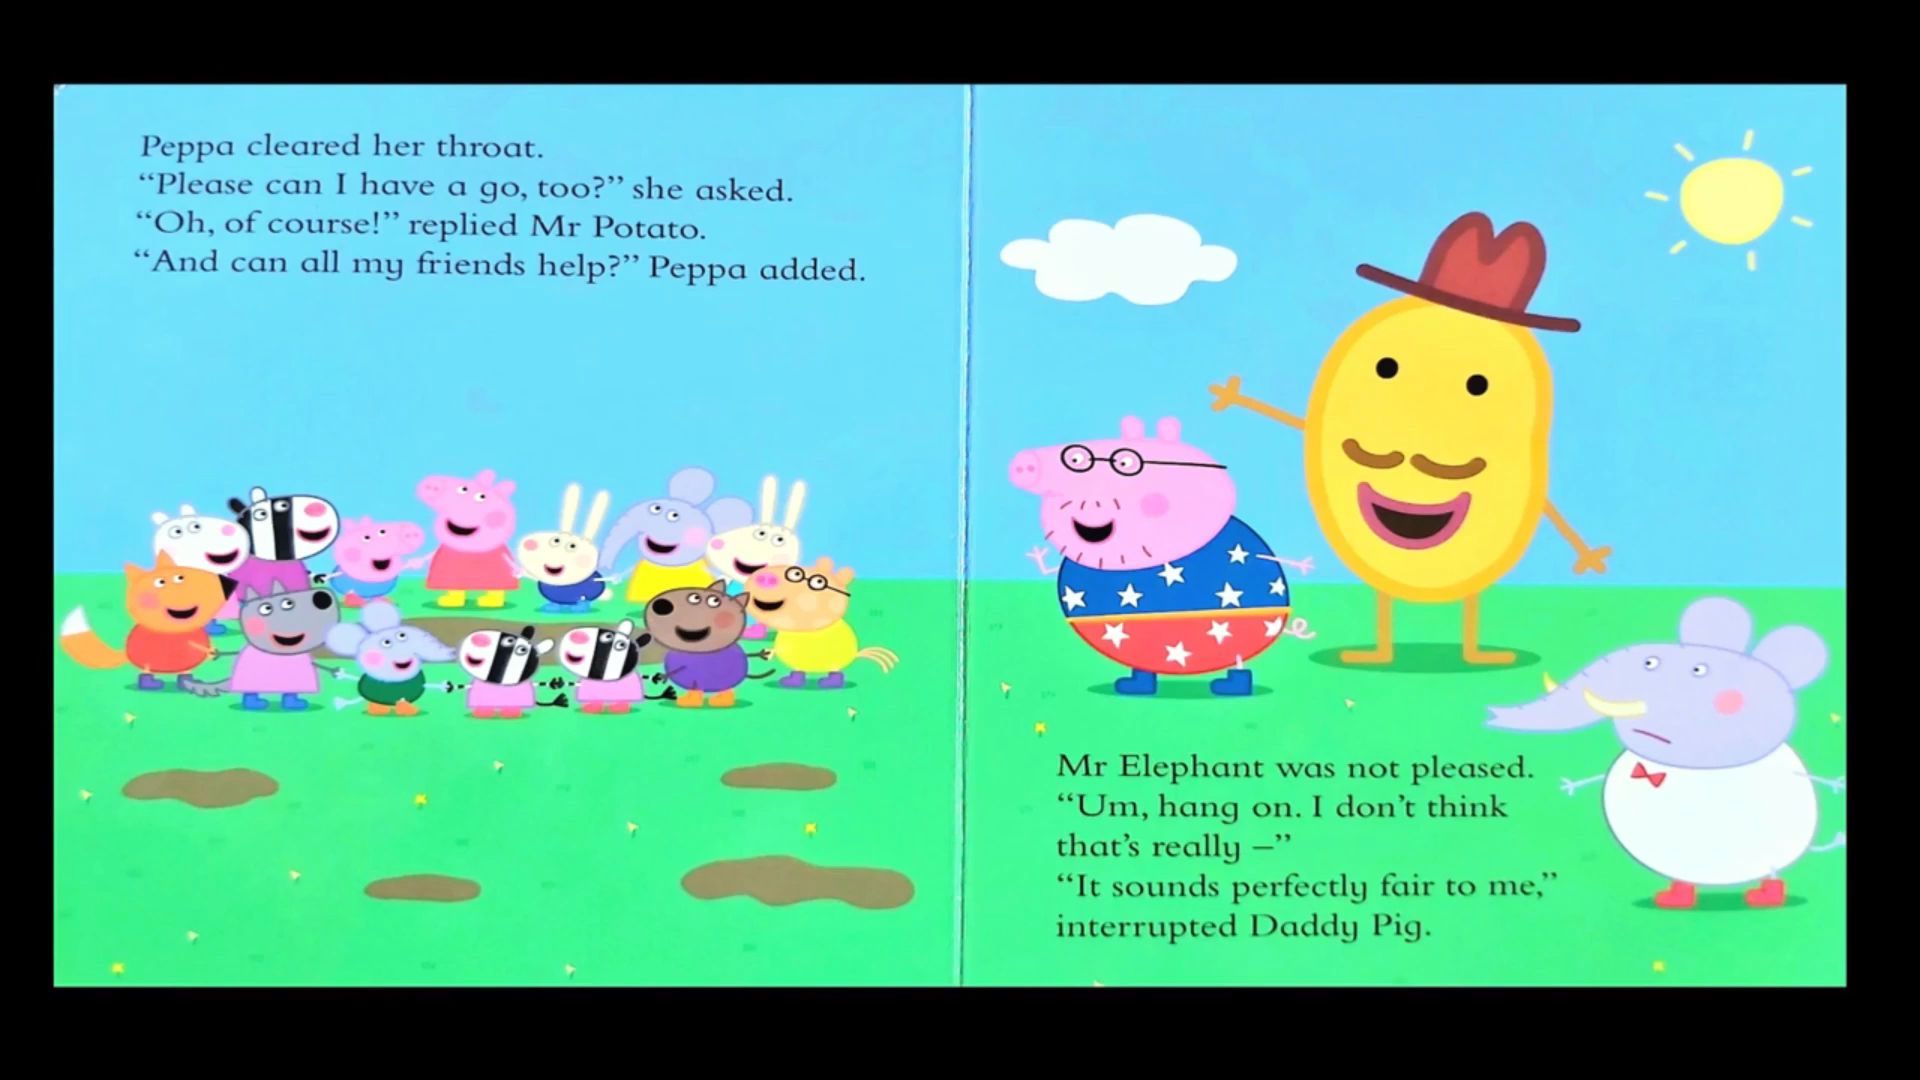 Peppa cleared her throat.
“Please can I have a go, too?” she asked.
“Oh, of course!” replied Mr Potato.
“And can all my friends help?” Peppa added.
Mr Elephant was not pleased.
“Um, hang on. I don’t think
that’s really –”
“It sounds perfectly fair to me,”
interrupted Daddy Pig.